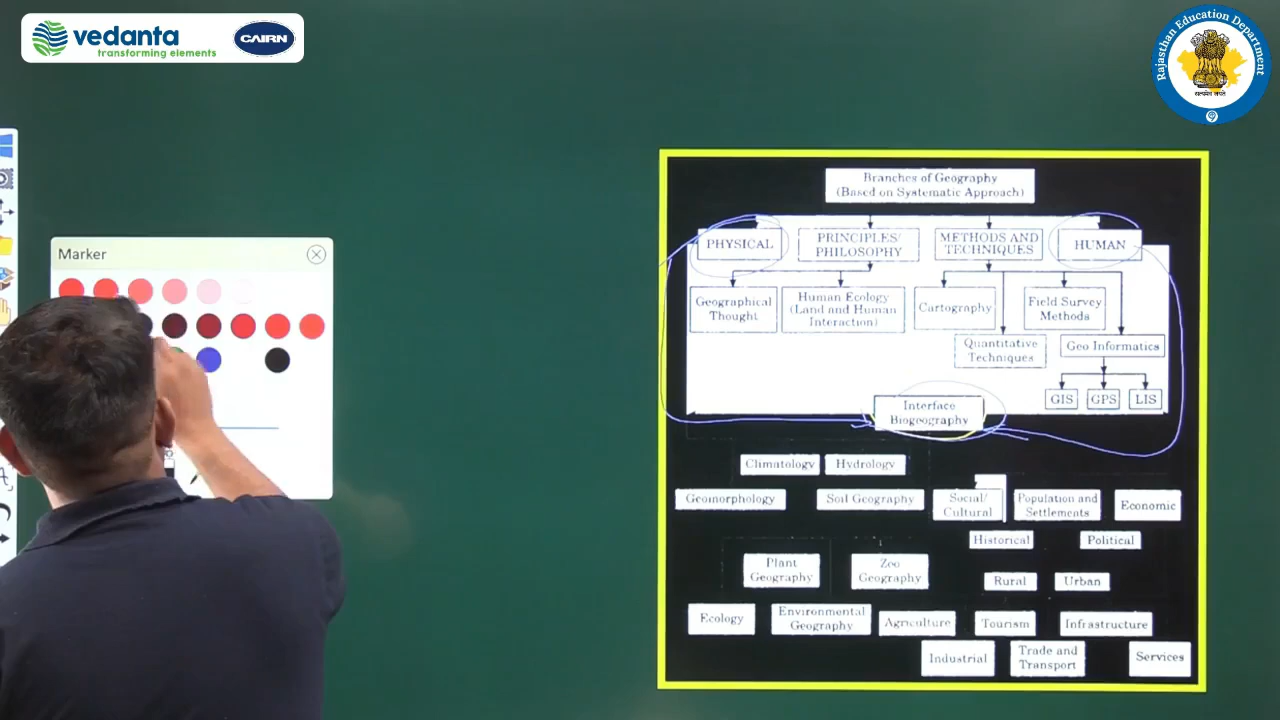 vedanta
transforming elements
CAIRN
Rajasthan Education Department
सत्यमेव जयते
Marker
Branches of Geography
(Based on Systematic Approach)
PHYSICAL
PRINCIPLES/
PHILOSOPHY
METHODS AND
TECHNIQUES
HUMAN
Geographical
Thought
Human Ecology
(Land and Human
Interaction)
Cartography
Field Survey
Methods
Quantitative
Techniques
Geo Informatics
GIS
GPS
LIS
Interface
Biogeography
Climatology
Hydrology
Geomorphology
Soil Geography
Social/
Cultural
Population and
Settlements
Economic
Historical
Political
Plant
Geography
Zoo
Geography
Rural
Urban
Ecology
Environmental
Geography
Agriculture
Tourism
Infrastructure
Industrial
Trade and
Transport
Services